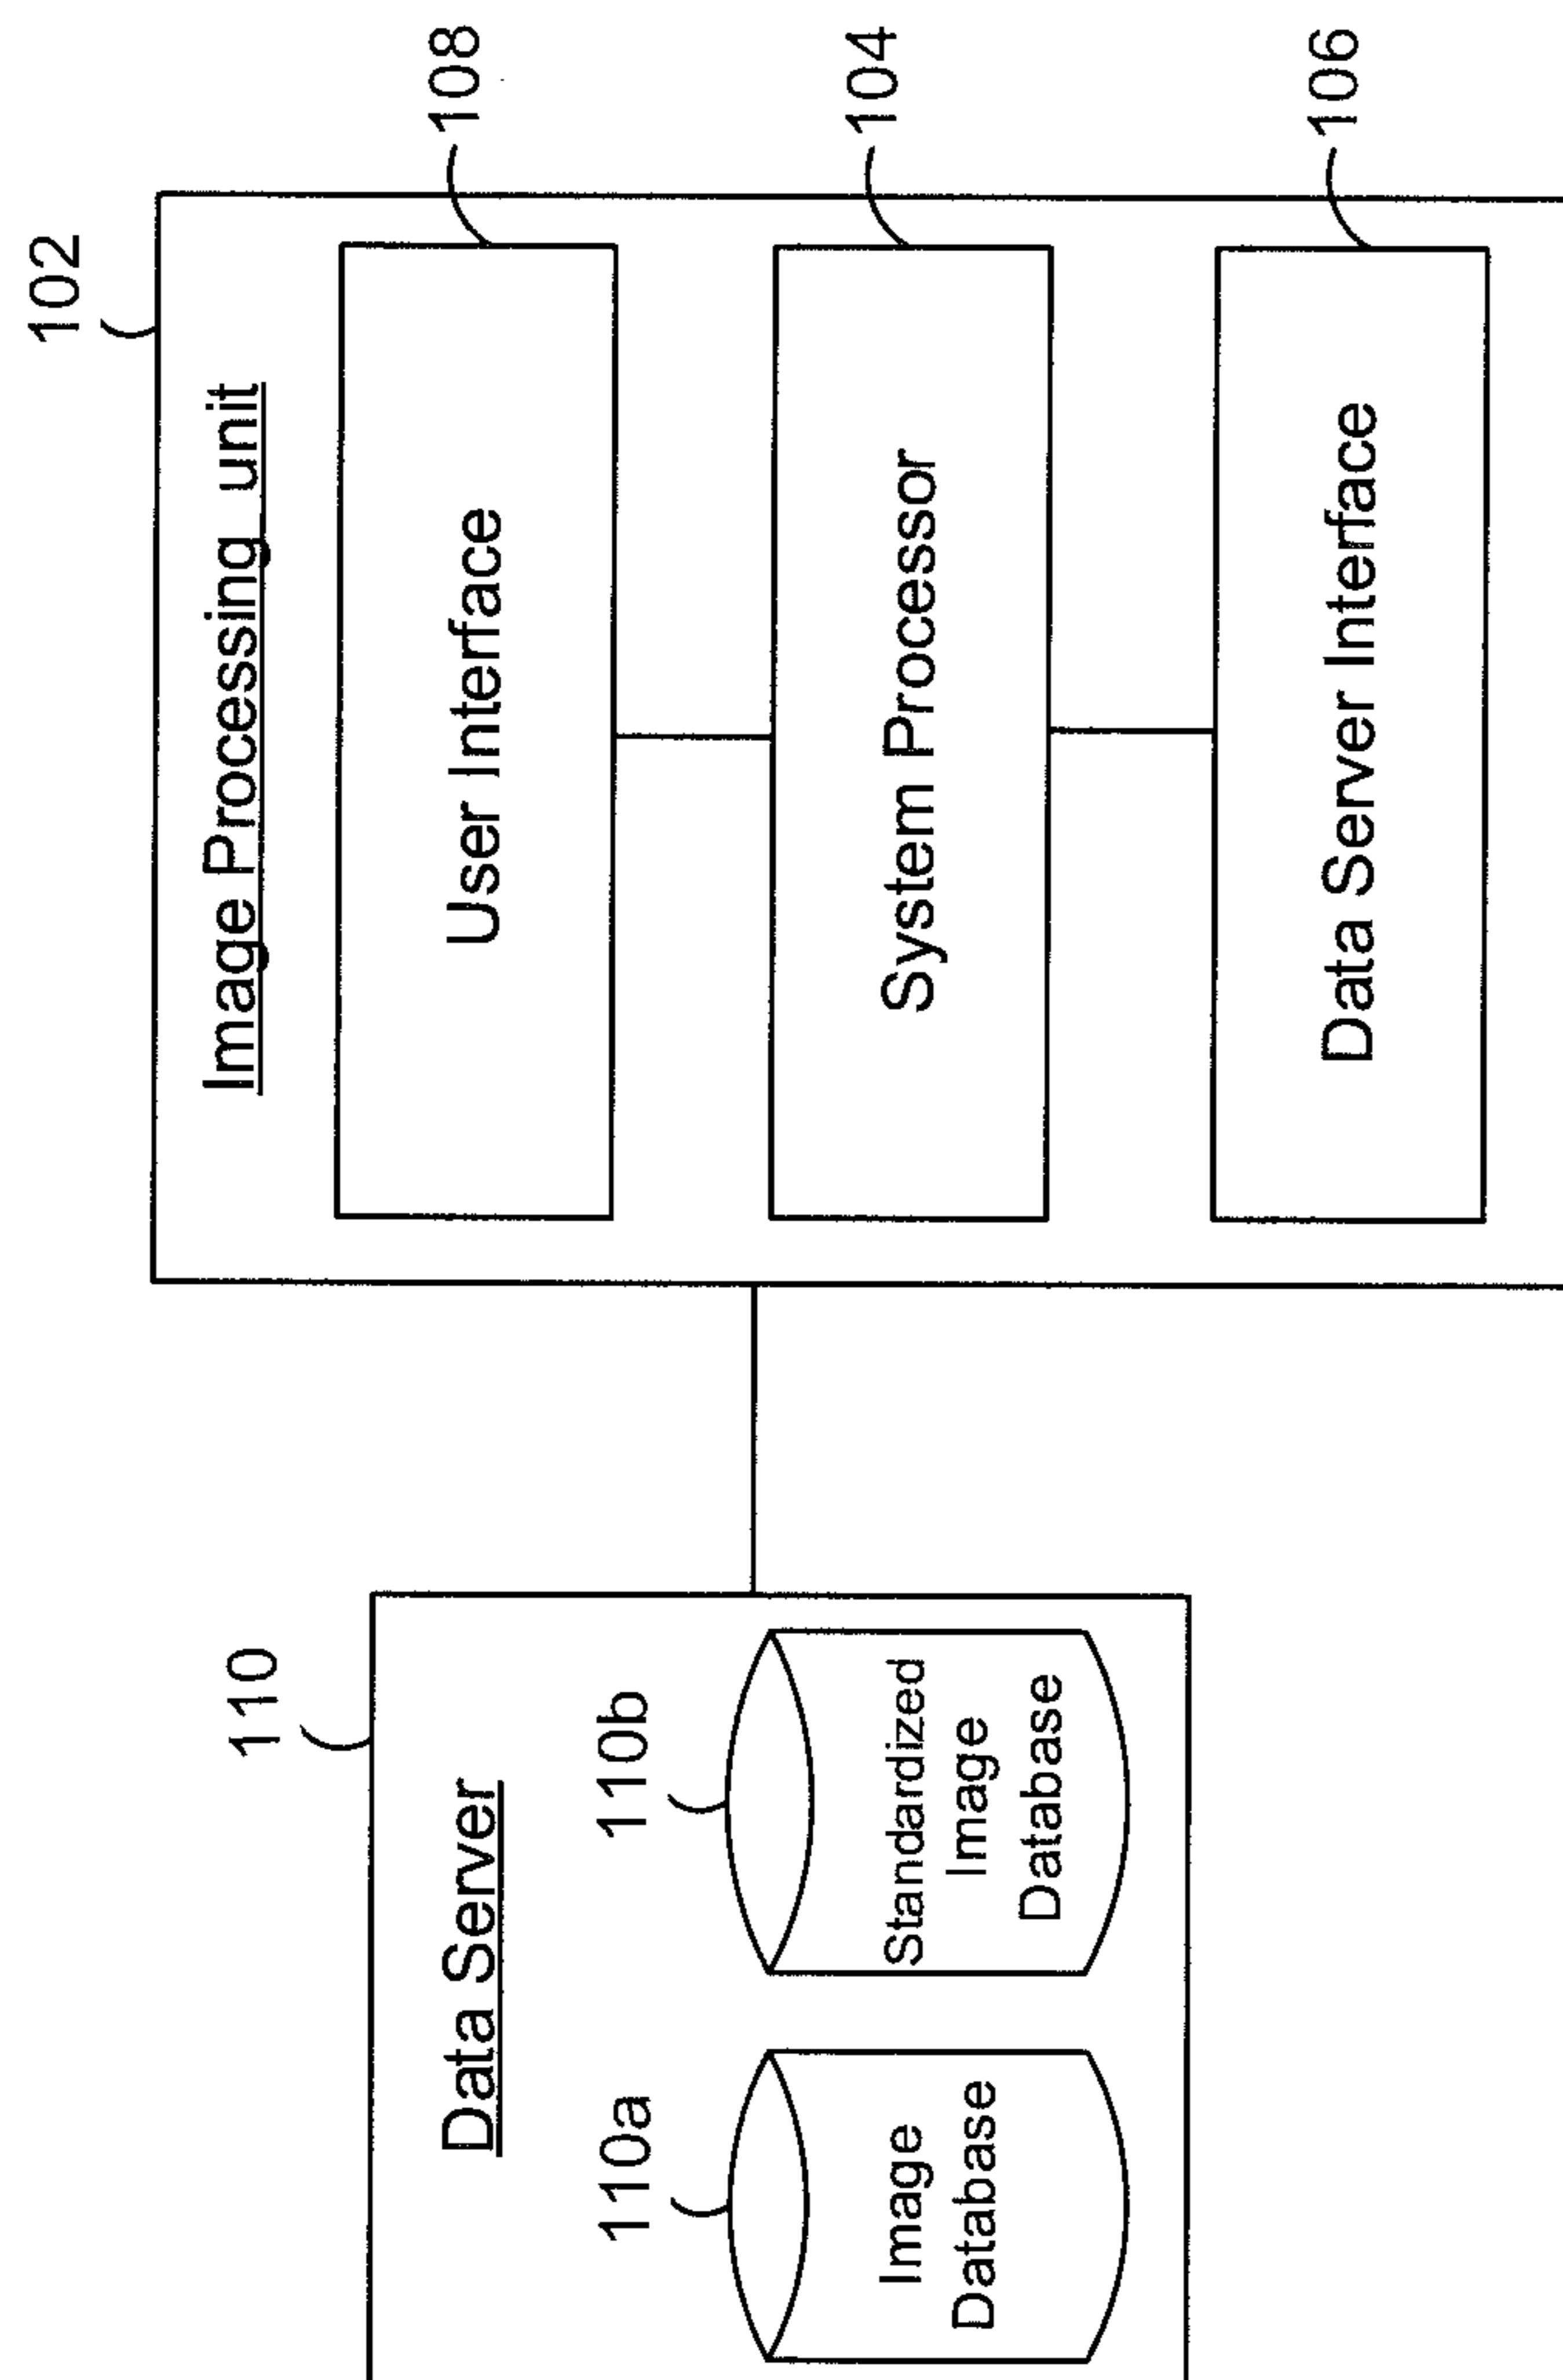 110
Data Server
110a
110b
Image
Database
Standardized
Image
Database
102
Image Processing unit
User Interface
108
System Processor
104
Data Server Interface
106